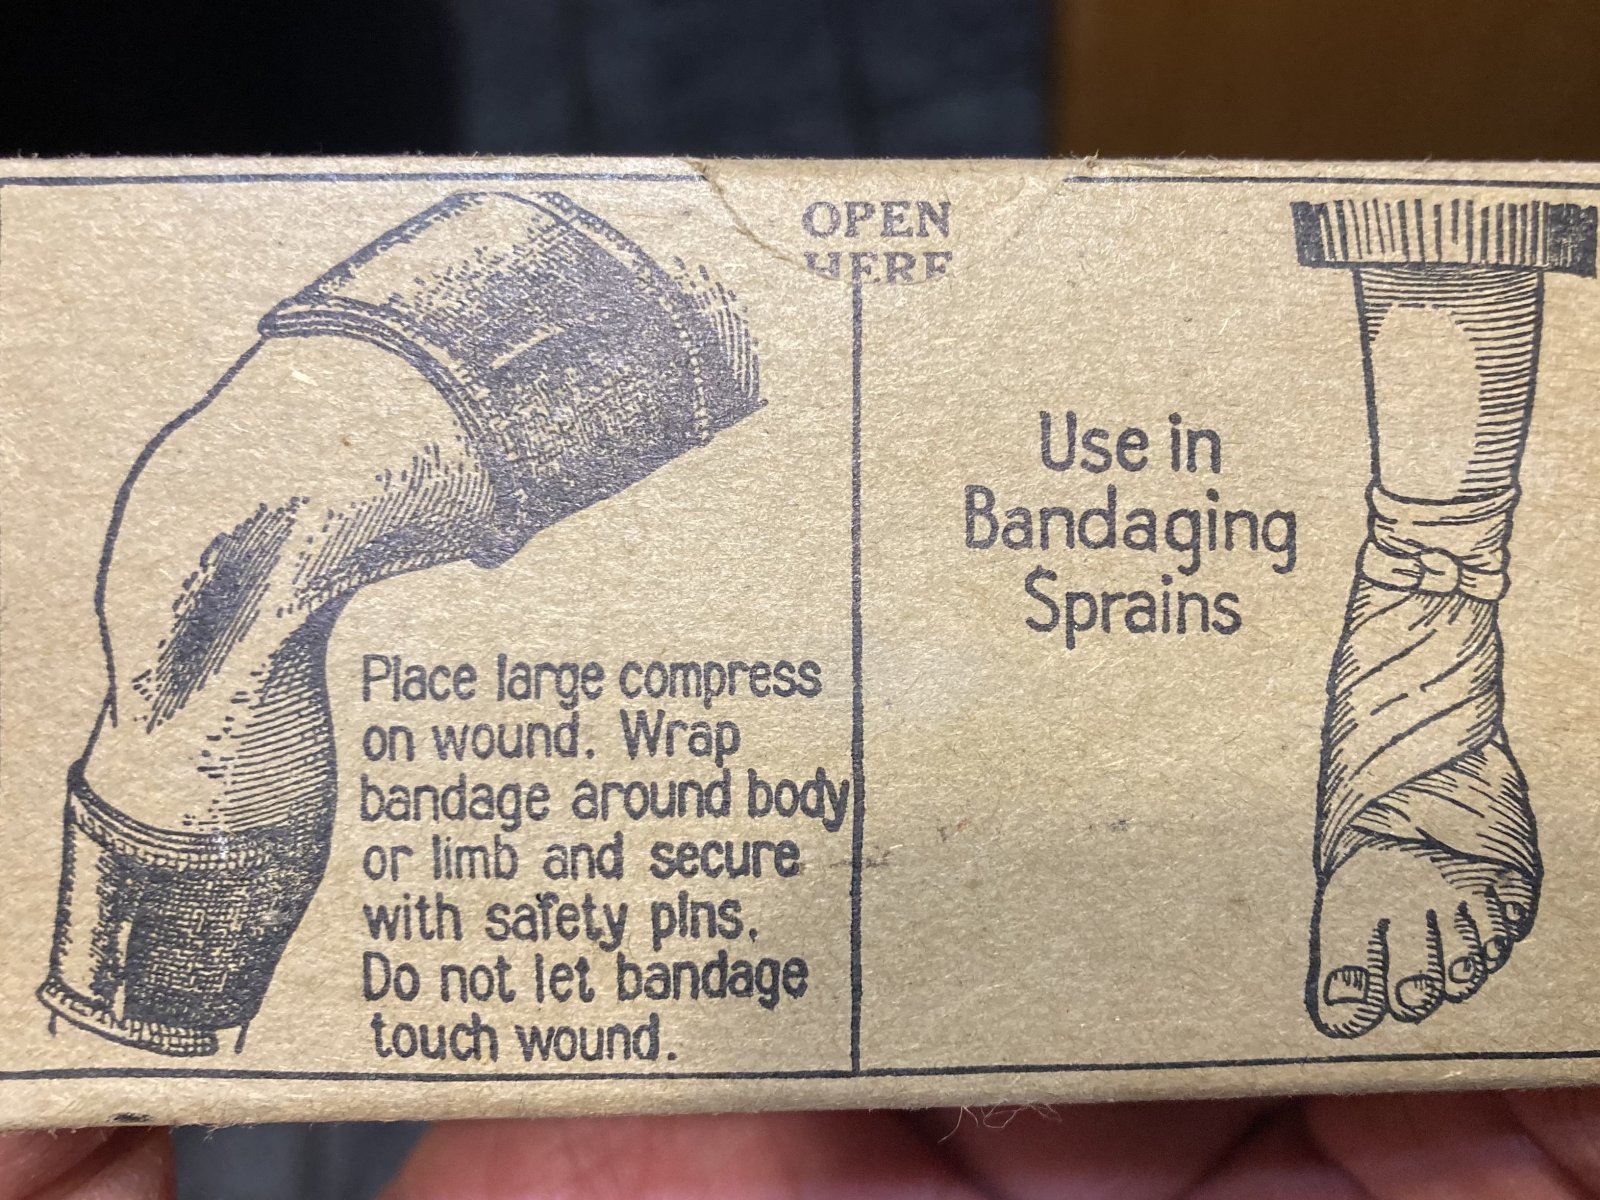 OPEN
HERE
Place large compress
on wound. Wrap
bandage around body
or limb and secure
with safety pins.
Do not let bandage
touch wound.
Use in
Bandaging
Sprains